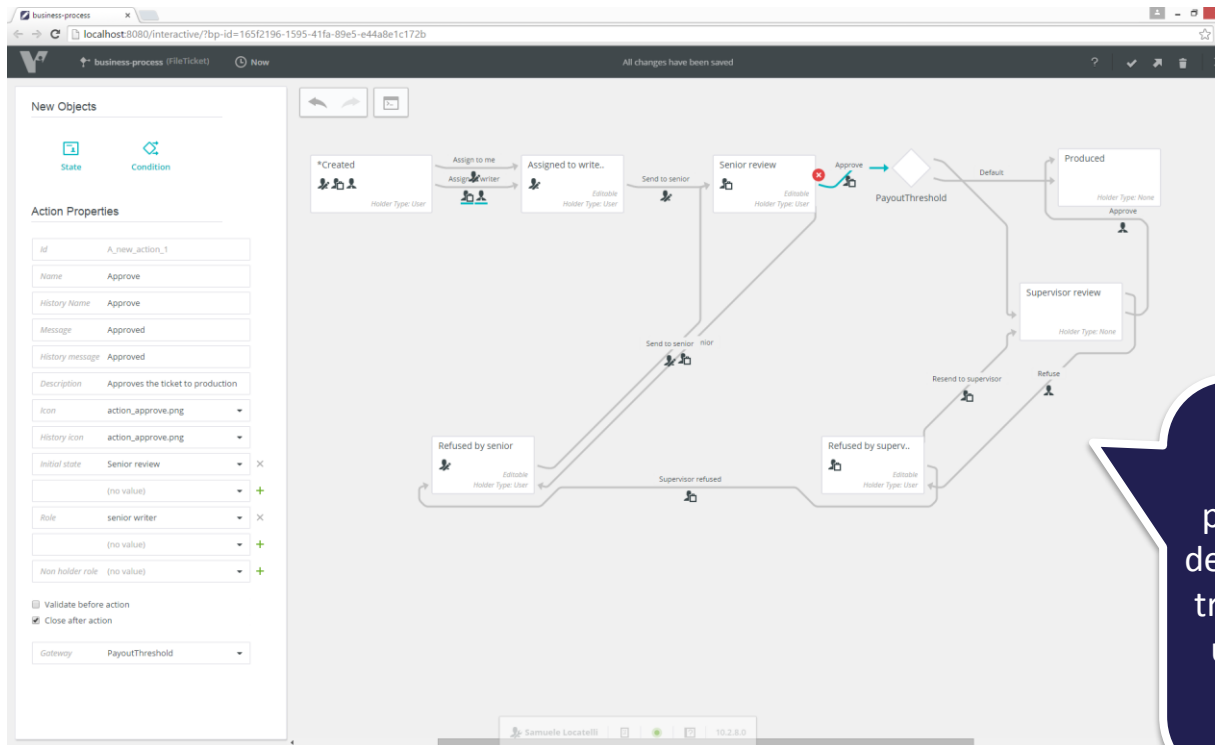 business-process
localhost:8080/interactive/?bp-id=165f2196-1595-41fa-89e5-e44a8e1c172b
business-process (FileTicket)
Now
All changes have been saved
?
New Objects
State
Condition
Action Properties
Id A_new_action_1
Name Approve
History Name Approve
Message Approved
History message Approved
Description Approves the ticket to production
Icon action_approve.png
History icon action_approve.png
Initial state Senior review
(no value)
Role senior writer
(no value)
Non holder role (no value)
Validate before action
Close after action
Gateway PayoutThreshold
*Created
Holder Type: User
Assign to me
Assign writer
Assigned to write..
Editable
Holder Type: User
Send to senior
Senior review
Editable
Holder Type: User
Approve
PayoutThreshold
Default
Produced
Holder Type: None
Approve
Supervisor review
Holder Type: None
Send to senior nior
Resend to supervisor
Refuse
Refused by senior
Editable
Holder Type: User
Supervisor refused
Refused by superv..
Editable
Holder Type: User
Samuele Locatelli
10.2.8.0
p
de
tr
u